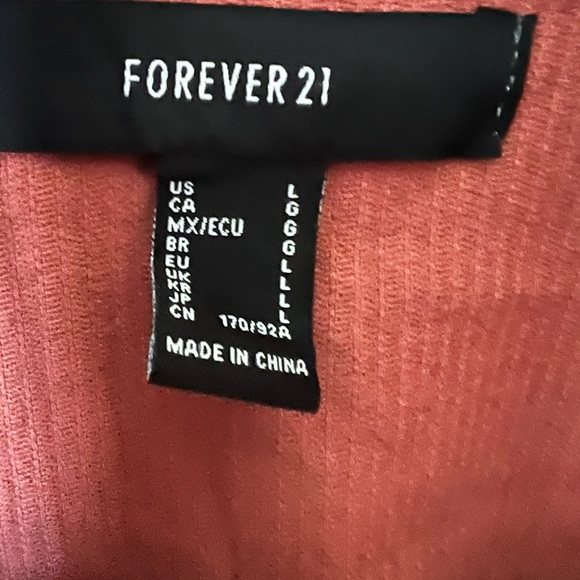 FOREVER 21
US L
CA G
MX/ECU G
BR G
EU L
UK L
KR L
JP L
CN 170/92A
MADE IN CHINA